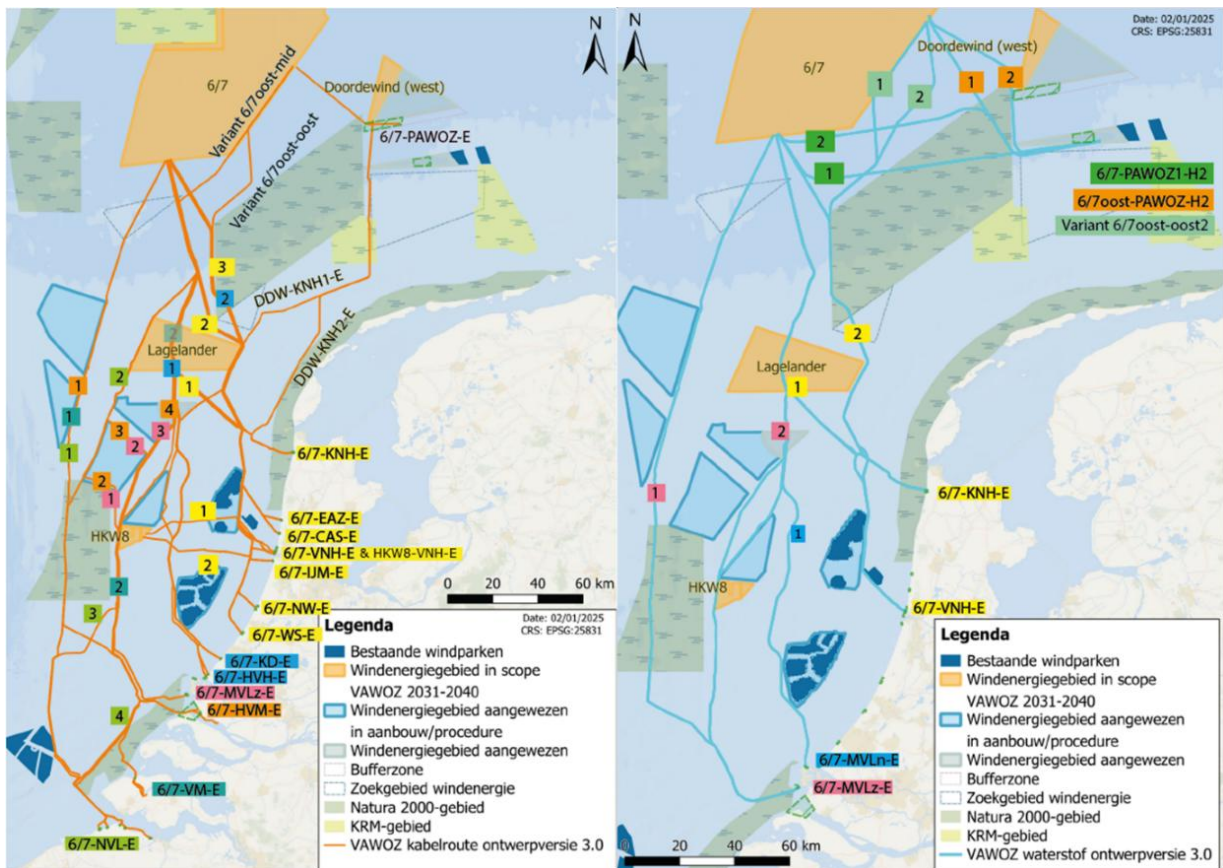 N
6/7
Variant 6/7oost-mid
Doordewind (west)
6/7-PAWOZ-E
Variant 6/7oost-oost
3
2
DDW-KNH1-E
2
DDW-KNH2-E
2
Lagelander
1
2
1
1
1
4
3
3
2
1
6/7-KNH-E
2
1
1
6/7-EAZ-E
HKW8
6/7-CAS-E
6/7-VNH-E & HKW8-VNH-E
2
6/7-IJM-E
0 20 40 60 km
2
3
6/7-NW-E
6/7-WS-E
6/7-KD-E
6/7-HVH-E
6/7-MVLz-E
4
6/7-HVM-E
6/7-VM-E
6/7-NVL-E
Date: 02/01/2025
CRS: EPSG:25831
Legenda
Bestaande windparken
Windenergiegebied in scope
VAWOZ 2031-2040
Windenergiegebied aangewezen
in aanbouw/procedure
Windenergiegebied aangewezen
Bufferzone
Zoekgebied windenergie
Natura 2000-gebied
KRM-gebied
VAWOZ kabelroute ontwerpversie 3.0
N
Date: 02/01/2025
CRS: EPSG:25831
6/7
Doordewind (west)
1
2
1
2
2
1
6/7-PAWOZ1-H2
6/7oost-PAWOZ-H2
Variant 6/7oost-oost2
2
Lagelander
1
2
1
6/7-KNH-E
1
HKW8
6/7-VNH-E
6/7-MVLn-E
6/7-MVLz-E
0 20 40 60 km
Legenda
Bestaande windparken
Windenergiegebied in scope
VAWOZ 2031-2040
Windenergiegebied aangewezen
in aanbouw/procedure
Windenergiegebied aangewezen
Bufferzone
Zoekgebied windenergie
Natura 2000-gebied
KRM-gebied
VAWOZ waterstof ontwerpversie 3.0